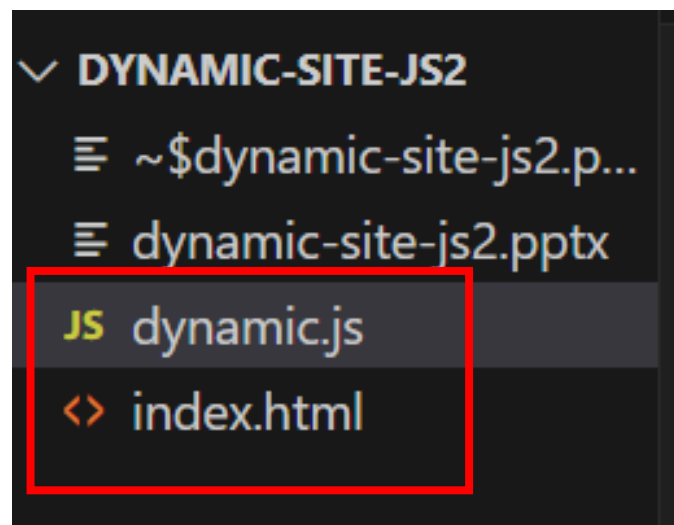 DYNAMIC-SITE-JS2
~$dynamic-site-js2.p...
dynamic-site-js2.pptx
JS dynamic.js
<> index.html